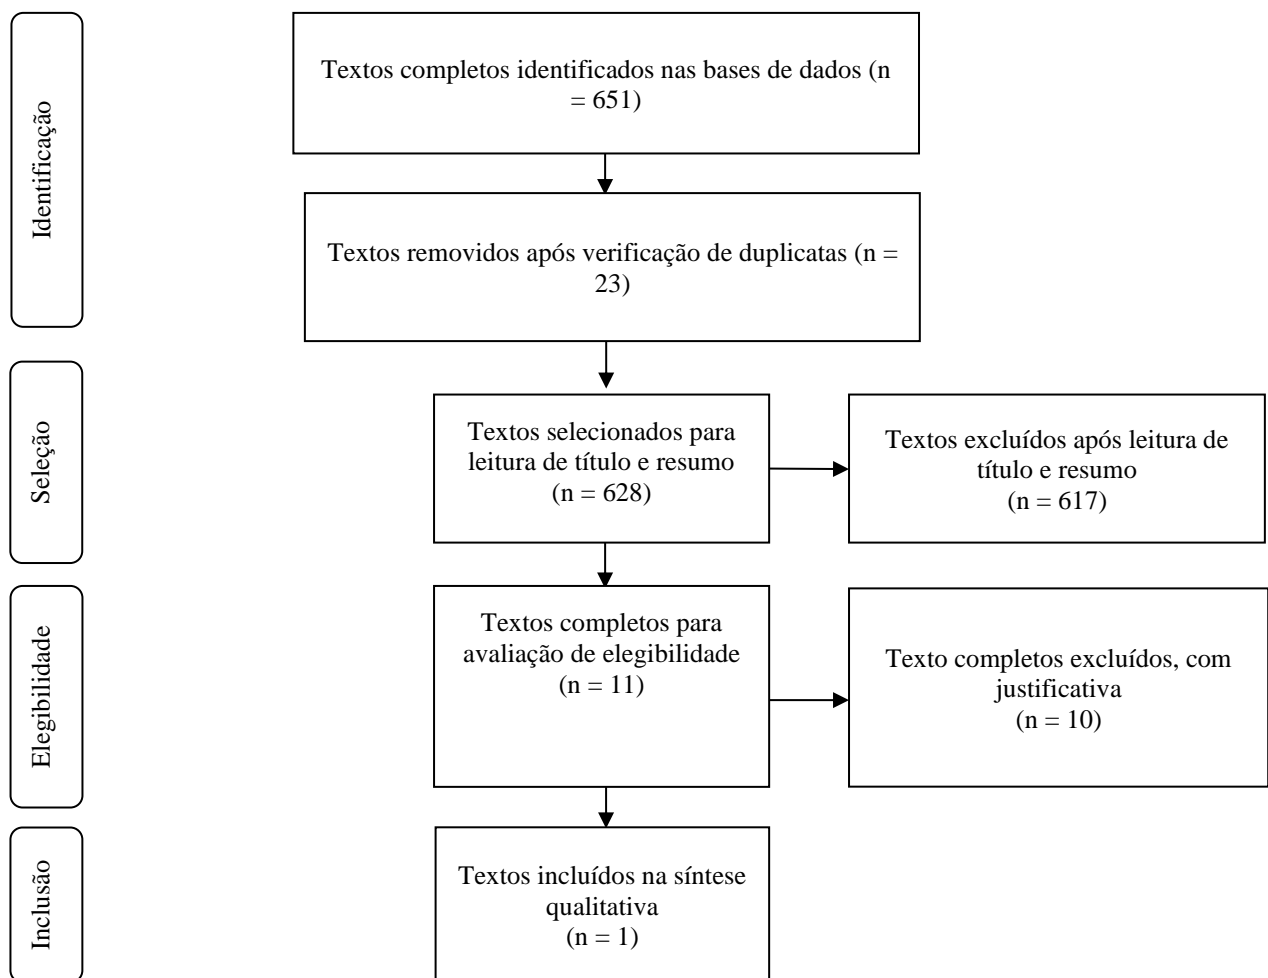 Identificação
Textos completos identificados nas bases de dados (n
= 651)
Textos removidos após verificação de duplicatas (n =
23)
Seleção
Textos selecionados para
leitura de título e resumo
(n = 628)
Textos excluídos após leitura de
título e resumo
(n = 617)
Elegibilidade
Textos completos para
avaliação de elegibilidade
(n = 11)
Texto completos excluídos, com
justificativa
(n = 10)
Inclusão
Textos incluídos na síntese
qualitativa
(n = 1)